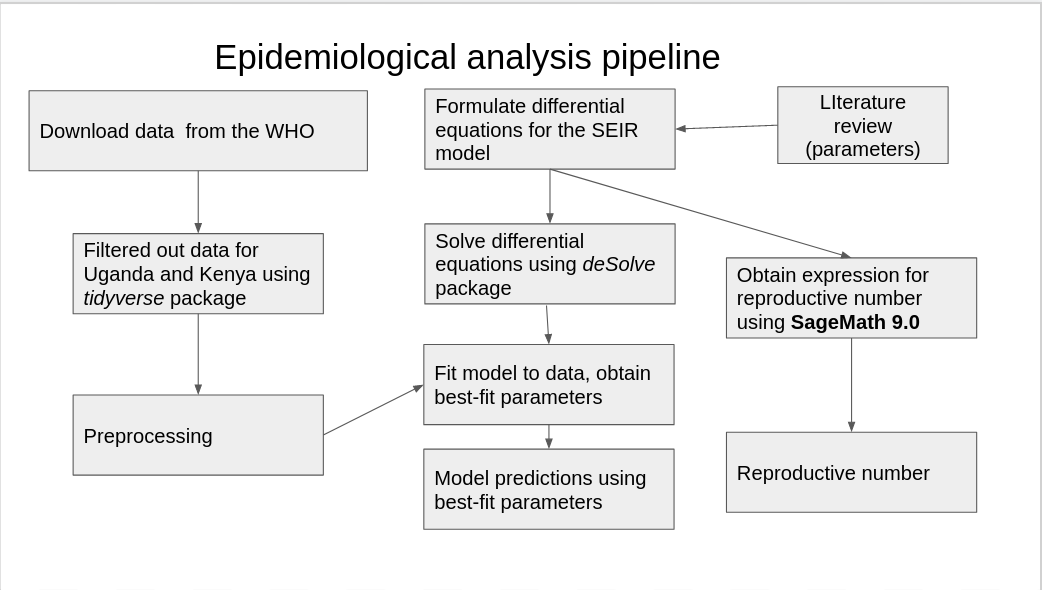 Epidemiological analysis pipeline
Download data  from the WHO
Filtered out data for
Uganda and Kenya using
tidyverse package
Preprocessing
Formulate differential
equations for the SEIR
model
Solve differential
equations using deSolve
package
Fit model to data, obtain
best-fit parameters
Model predictions using
best-fit parameters
LIterature
review
(parameters)
Obtain expression for
reproductive number
using SageMath 9.0
Reproductive number